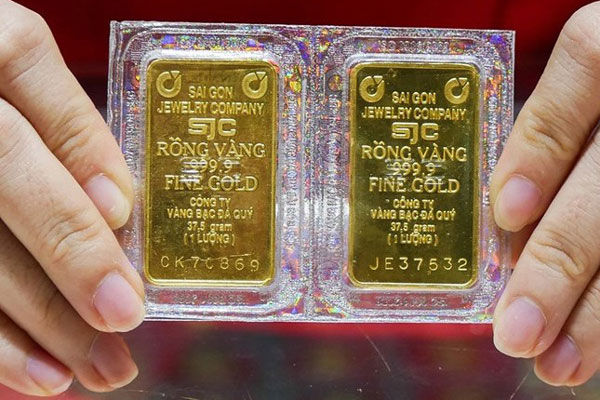 SAI GON
JEWELRY COMPANY
SJC
RỒNG VÀNG
999,9
FINE GOLD
CÔNG TY
VÀNG BẠC ĐÁ QUÝ
37,5 gram
( 1 LƯỢNG )
CK70869
SAI GON
JEWELRY COMPANY
SJC
RỒNG VÀNG
999,9
FINE GOLD
CÔNG TY
VÀNG BẠC ĐÁ QUÝ
37,5 gram
( 1 LƯỢNG )
JE37532